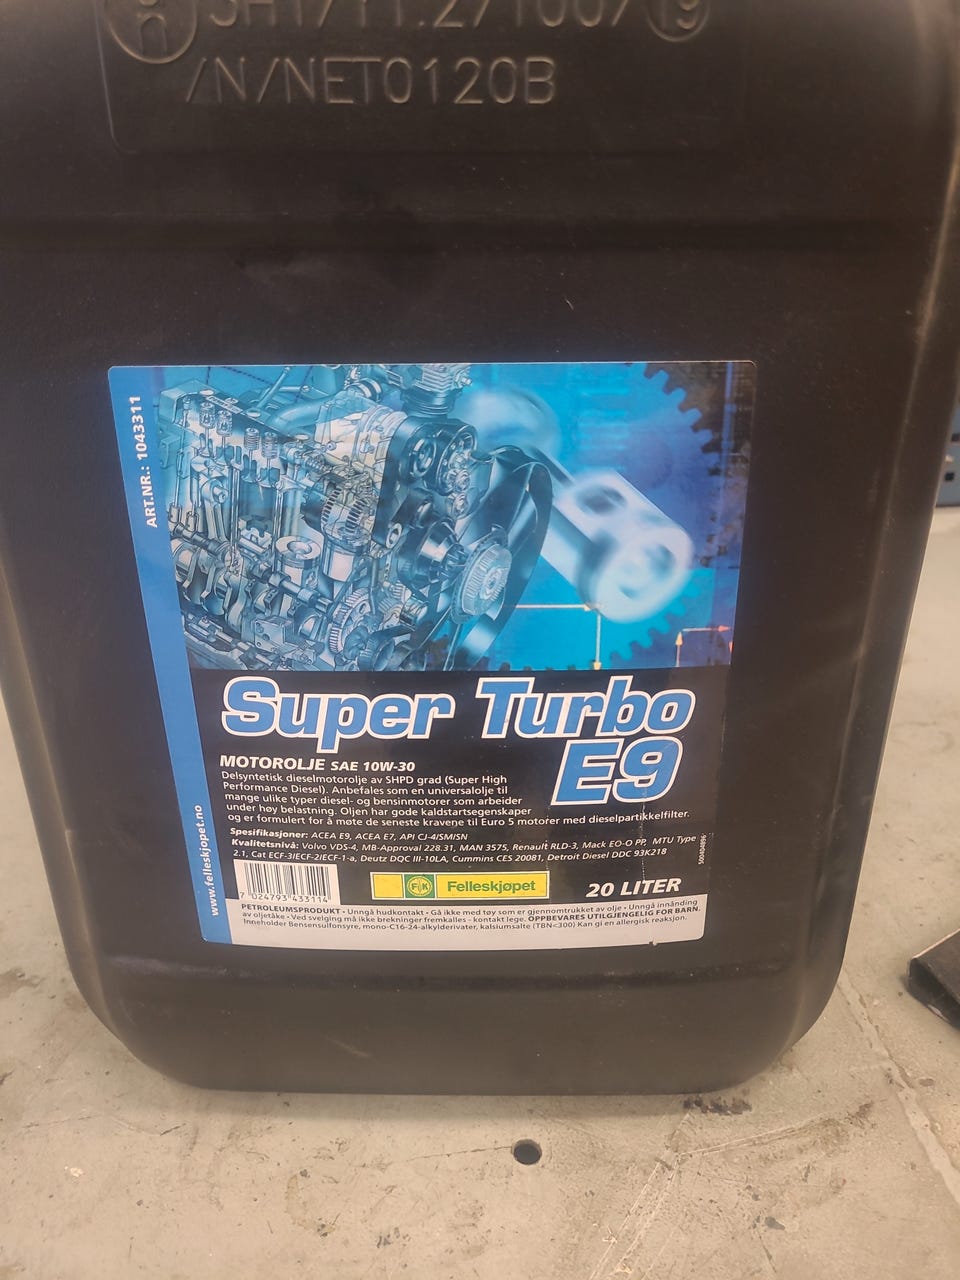 /N/NET0120B
ART.NR.: 1043311
Super Turbo
E9
MOTOROLJE SAE 10W-30
Delsyntetisk dieselmotorolje av SHPD grad (Super High
Performance Diesel). Anbefales som en universalolje til
mange ulike typer diesel- og bensinmotorer som arbeider
under høy belastning. Oljen har gode kaldstartsegenskaper
og er formulert for å møte de seneste kravene til Euro 5 motorer med dieselpartikkelfilter.
Spesifikasjoner: ACEA E9, ACEA E7, API CJ-4/SM/SN
Kvalitetsnivå: Volvo VDS-4, MB-Approval 228.31, MAN 3575, Renault RLD-3, Mack EO-O PP, MTU Type
2.1, Cat ECF-3/ECF-2/ECF-1-a, Deutz DQC III-10LA, Cummins CES 20081, Detroit Diesel DDC 93K218
www.felleskjopet.no
7 024793 433114
FK Felleskjøpet
20 LITER
PETROLEUMSPRODUKT • Unngå hudkontakt • Gå ikke med tøy som er gjennomtrukket av olje • Unngå innånding
av oljetåke • Ved svelging må ikke brekninger fremkalles - kontakt lege. OPPBEVARES UTILGJENGELIG FOR BARN.
Inneholder Bensensulfonsyre, mono-C16-24-alkylderivater, kalsiumsalte (TBN<300) Kan gi en allergisk reaksjon.